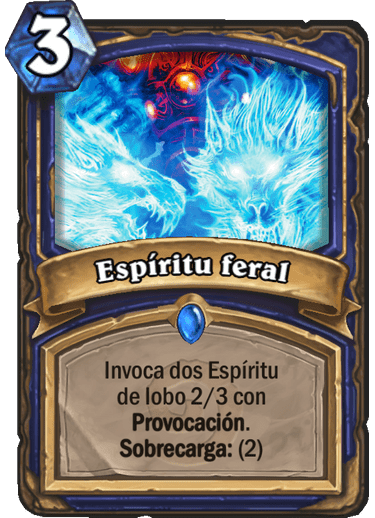 3
Espíritu feral
Invoca dos Espíritu
de lobo 2/3 con
Provocación.
Sobrecarga: (2)